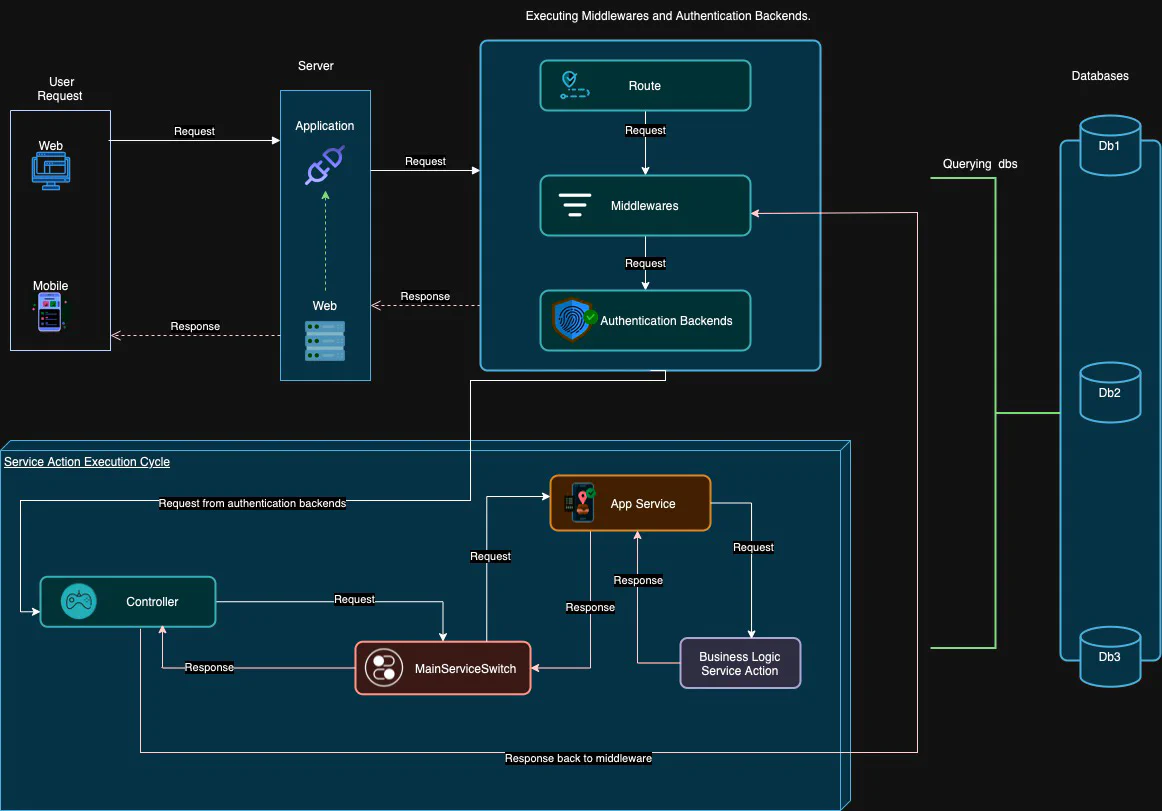 Executing Middlewares and Authentication Backends.
Server
User
Request
Databases
Web
Mobile
Request
Response
Application
Web
Request
Response
Route
Request
Middlewares
Request
Authentication Backends
Querying  dbs
Db1
Db2
Db3
Service Action Execution Cycle
Request from authentication backends
App Service
Request
Request
Response
Response
Controller
Request
Response
MainServiceSwitch
Business Logic
Service Action
Response back to middleware